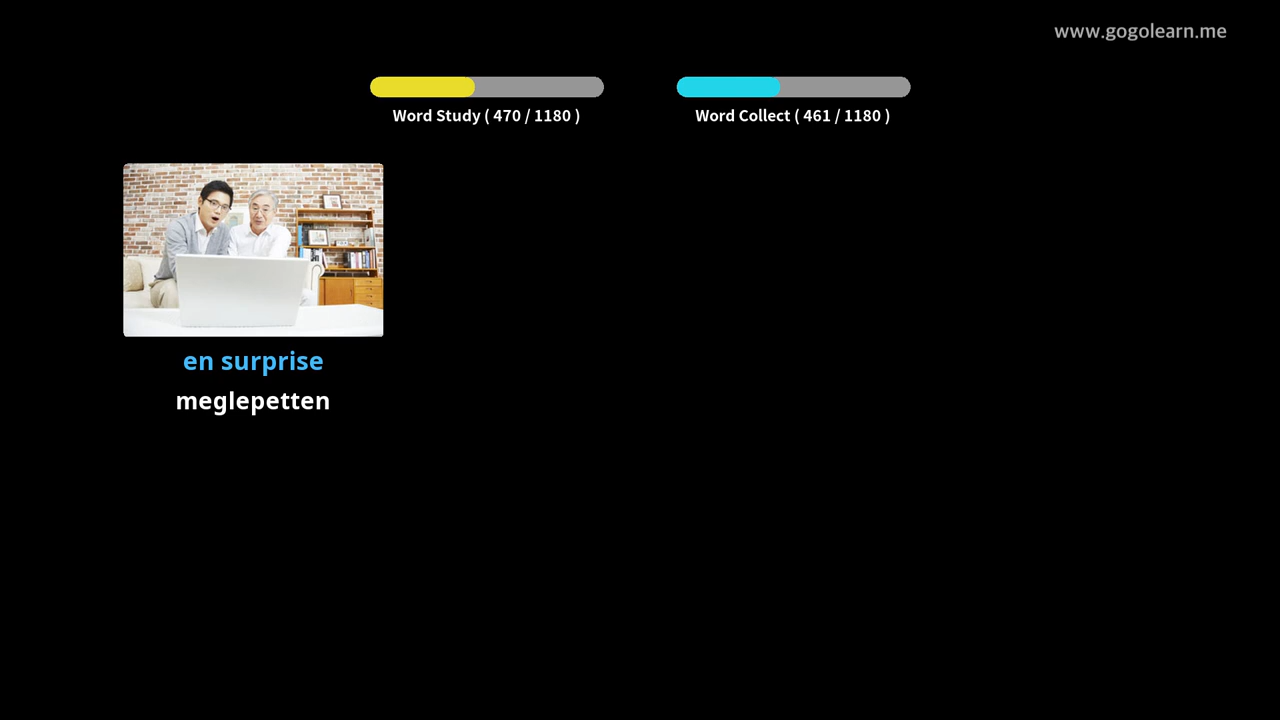 www.gogolearn.me
Word Study ( 470 / 1180 )
Word Collect ( 461 / 1180 )
en surprise
meglepetten